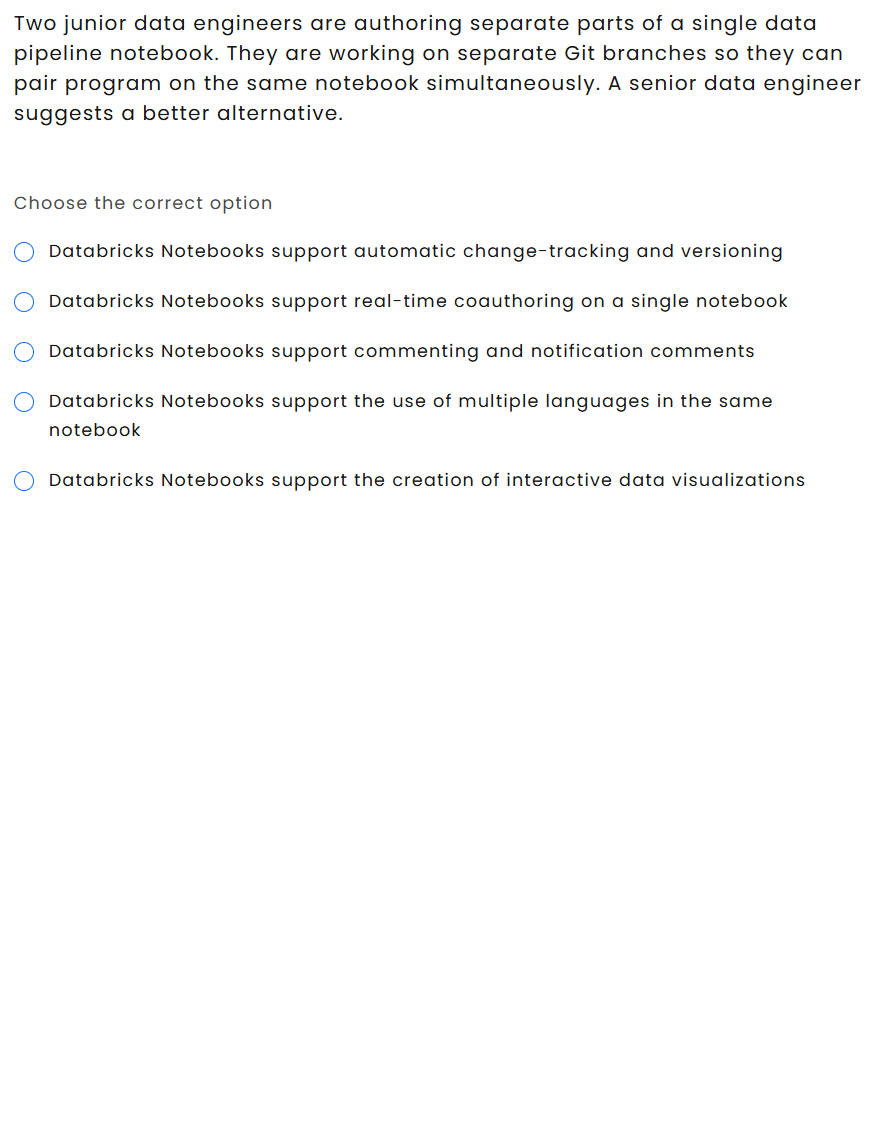 Two junior data engineers are authoring separate parts of a single data
pipeline notebook. They are working on separate Git branches so they can
pair program on the same notebook simultaneously. A senior data engineer
suggests a better alternative.
Choose the correct option
Databricks Notebooks support automatic change-tracking and versioning
Databricks Notebooks support real-time coauthoring on a single notebook
Databricks Notebooks support commenting and notification comments
Databricks Notebooks support the use of multiple languages in the same
notebook
Databricks Notebooks support the creation of interactive data visualizations